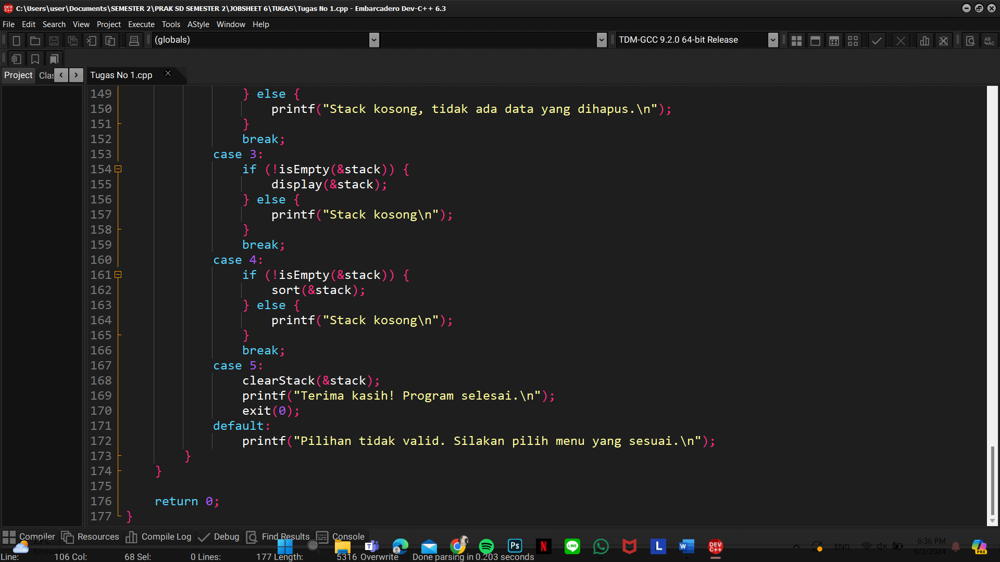 C:\Users\user\Documents\SEMESTER 2\PRAK SD SEMESTER 2\JOBSHEET 6\TUGAS\Tugas No 1.cpp - Embarcadero Dev-C++ 6.3
File Edit Search View Project Execute Tools AStyle Window Help
(globals) TDM-GCC 9.2.0 64-bit Release
Project Clas Tugas No 1.cpp
149 } else {
150 printf("Stack kosong, tidak ada data yang dihapus.\n");
151 }
152 break;
153 case 3:
154 if (!isEmpty(&stack)) {
155 display(&stack);
156 } else {
157 printf("Stack kosong\n");
158 }
159 break;
160 case 4:
161 if (!isEmpty(&stack)) {
162 sort(&stack);
163 } else {
164 printf("Stack kosong\n");
165 }
166 break;
167 case 5:
168 clearStack(&stack);
169 printf("Terima kasih! Program selesai.\n");
170 exit(0);
171 default:
172 printf("Pilihan tidak valid. Silakan pilih menu yang sesuai.\n");
173 }
174 }
175
176 return 0;
177 }
Compiler Resources Compile Log Debug Find Results Console
Berawan
ENG 6:36 PM
6/2/2024
Line: 106 Col: 68 Sel: 0 Lines: 177 Length: 5316 Overwrite Done parsing in 0.203 seconds